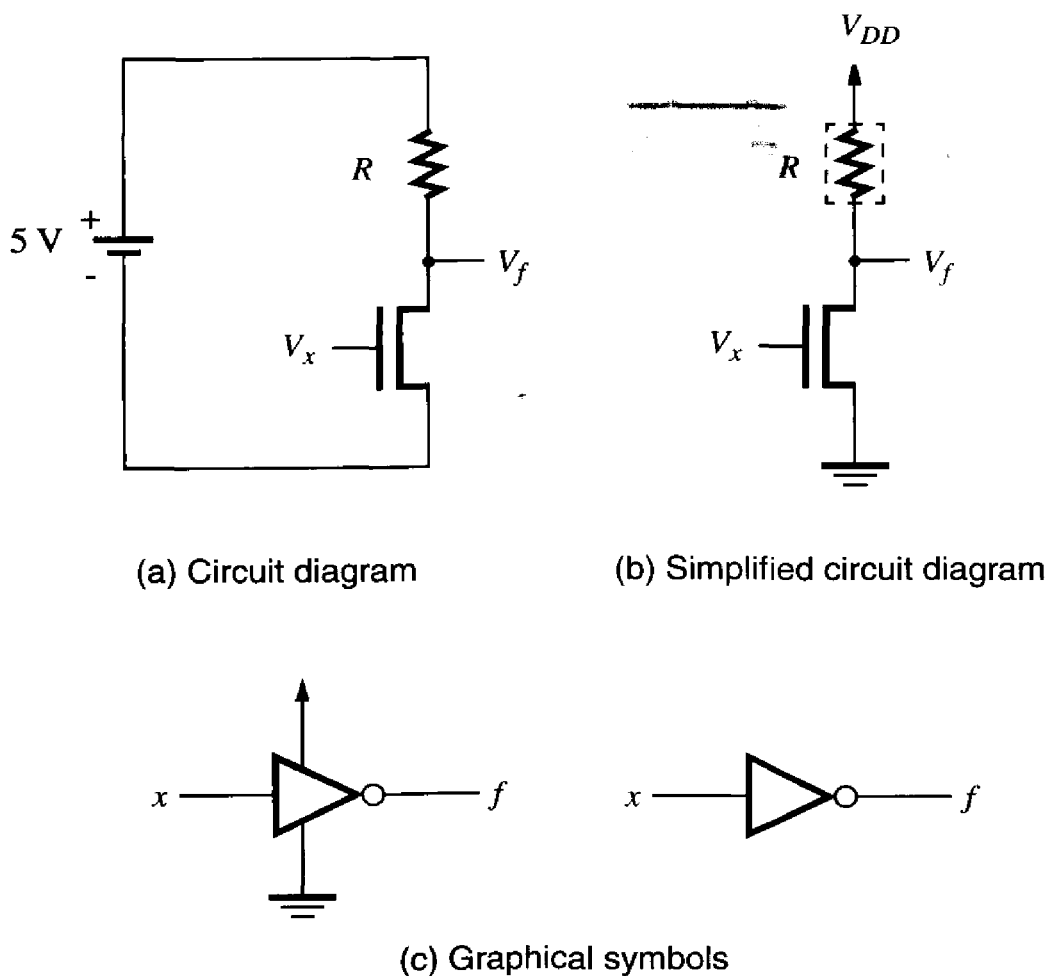 V_DD
R
R
5 V
+
-
V_f
V_f
V_x
V_x
(a) Circuit diagram
(b) Simplified circuit diagram
x
f
x
f
(c) Graphical symbols